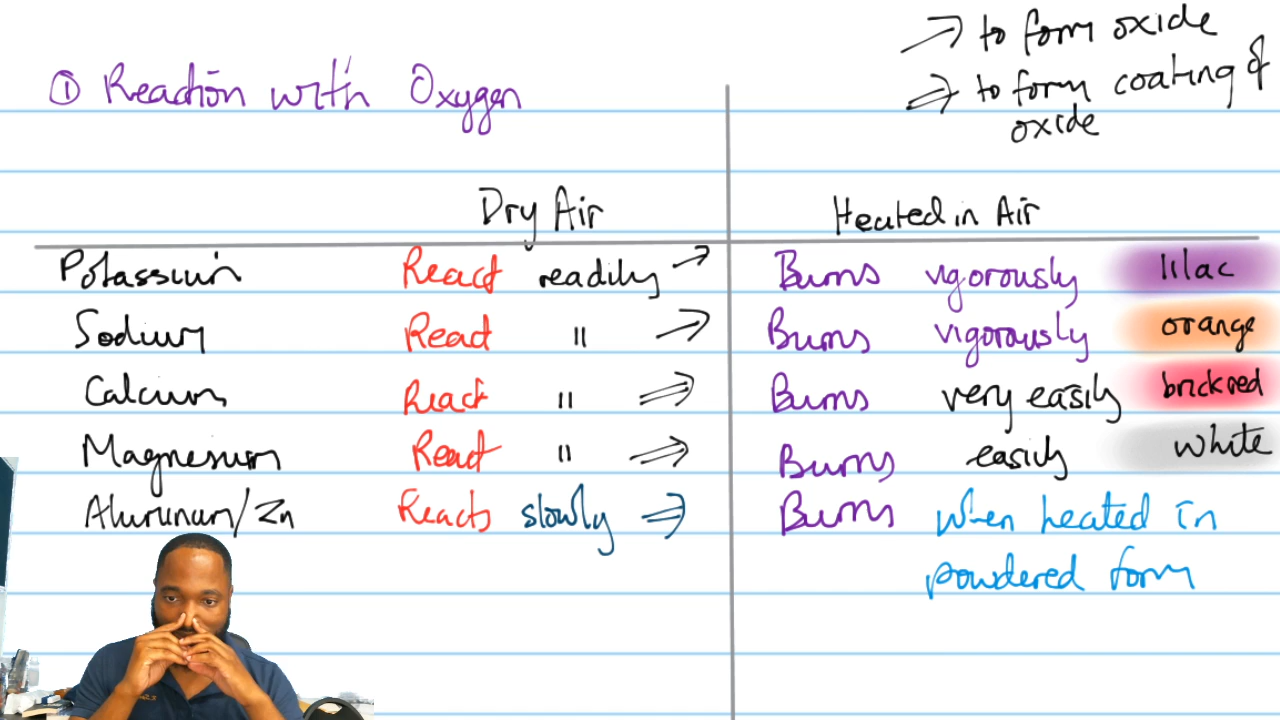 ① Reaction with Oxygen
→ to form oxide
⇒ to form coating of
oxide
Dry Air
Heated in Air
Potassium React readily → Burns vigorously lilac
Sodium React " → Burns vigorously orange
Calcium React " ⇒ Burns very easily brick red
Magnesium React " ⇒ Burns easily white
Aluminum/Zn Reacts slowly ⇒ Burns when heated in
powdered form